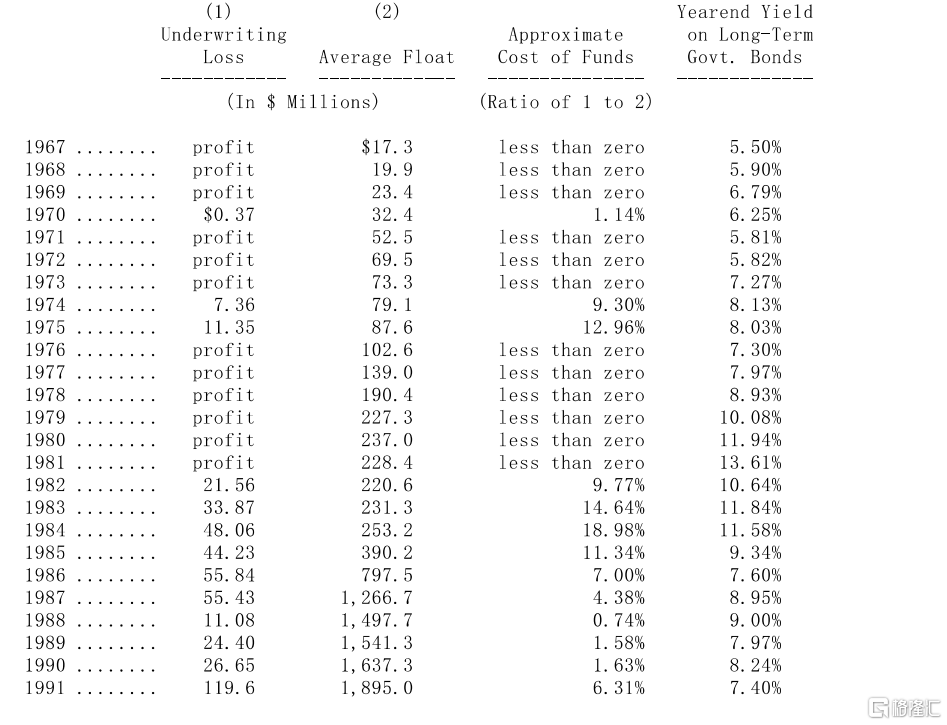 (1) (2) Yearend Yield
Underwriting Approximate on Long-Term
Loss Average Float Cost of Funds Govt. Bonds
------------ ------------- --------------- -------------
(In $ Millions) (Ratio of 1 to 2)
1967 ........ profit $17.3 less than zero 5.50%
1968 ........ profit 19.9 less than zero 5.90%
1969 ........ profit 23.4 less than zero 6.79%
1970 ........ $0.37 32.4 1.14% 6.25%
1971 ........ profit 52.5 less than zero 5.81%
1972 ........ profit 69.5 less than zero 5.82%
1973 ........ profit 73.3 less than zero 7.27%
1974 ........ 7.36 79.1 9.30% 8.13%
1975 ........ 11.35 87.6 12.96% 8.03%
1976 ........ profit 102.6 less than zero 7.30%
1977 ........ profit 139.0 less than zero 7.97%
1978 ........ profit 190.4 less than zero 8.93%
1979 ........ profit 227.3 less than zero 10.08%
1980 ........ profit 237.0 less than zero 11.94%
1981 ........ profit 228.4 less than zero 13.61%
1982 ........ 21.56 220.6 9.77% 10.64%
1983 ........ 33.87 231.3 14.64% 11.84%
1984 ........ 48.06 253.2 18.98% 11.58%
1985 ........ 44.23 390.2 11.34% 9.34%
1986 ........ 55.84 797.5 7.00% 7.60%
1987 ........ 55.43 1,266.7 4.38% 8.95%
1988 ........ 11.08 1,497.7 0.74% 9.00%
1989 ........ 24.40 1,541.3 1.58% 7.97%
1990 ........ 26.65 1,637.3 1.63% 8.24%
1991 ........ 119.6 1,895.0 6.31% 7.40%
格隆汇